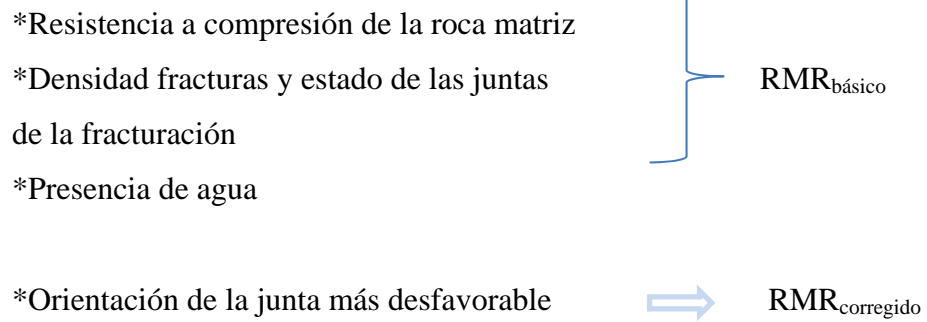 *Resistencia a compresión de la roca matriz
*Densidad fracturas y estado de las juntas RMRbásico
de la fracturación
*Presencia de agua
*Orientación de la junta más desfavorable RMRcorregido